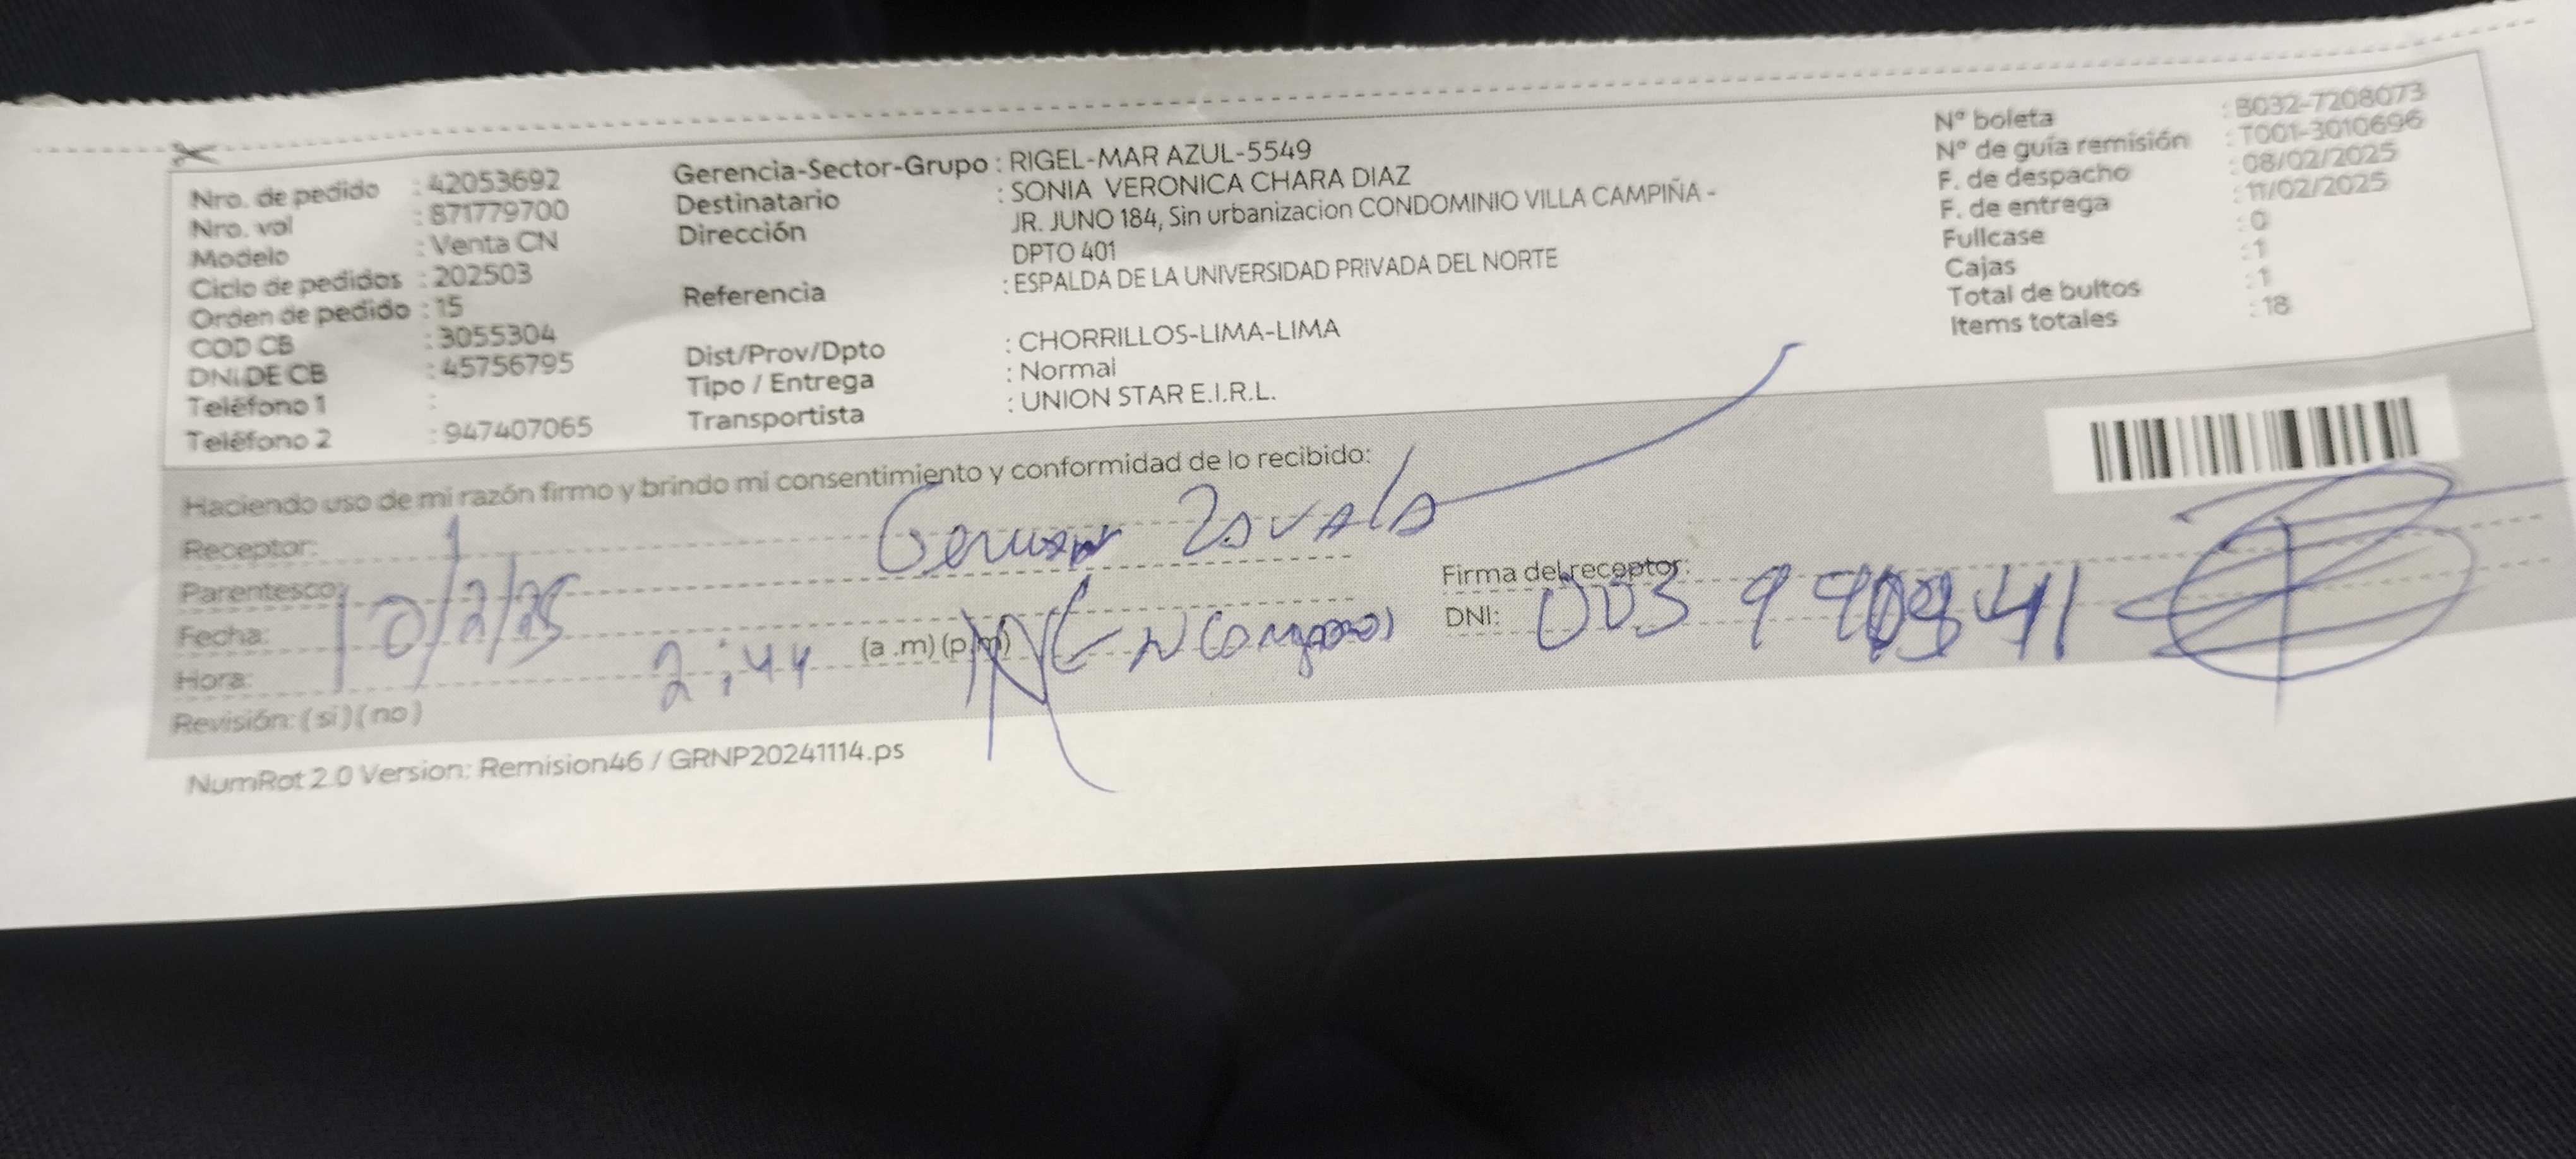 Nro. de pedido : 42053692
Nro. vol : 871779700
Modelo : Venta CN
Ciclo de pedidos : 202503
Orden de pedido : 15
COD CB : 3055304
DNI DE CB : 45756795
Teléfono 1 :
Teléfono 2 : 947407065
Gerencia-Sector-Grupo : RIGEL-MAR AZUL-5549
Destinatario : SONIA VERONICA CHARA DIAZ
Dirección JR. JUNO 184, Sin urbanizacion CONDOMINIO VILLA CAMPIÑA -
DPTO 401
Referencia : ESPALDA DE LA UNIVERSIDAD PRIVADA DEL NORTE
Dist/Prov/Dpto : CHORRILLOS-LIMA-LIMA
Tipo / Entrega : Normal
Transportista : UNION STAR E.I.R.L.
Nº boleta : B032-7208073
Nº de guía remisión : T001-3010696
F. de despacho : 08/02/2025
F. de entrega : 11/02/2025
Fullcase : 0
Cajas : 1
Total de bultos : 1
Items totales : 18
Haciendo uso de mi razón firmo y brindo mi consentimiento y conformidad de lo recibido:
Receptor: Zavala
Parentesco:
Fecha: 10/2/25
Hora: 2:44 (a .m) (p.m)
Revisión: (si) (no)
Firma del receptor:
DNI: 003
NumRot 2.0 Version: Remision46 / GRNP20241114.ps